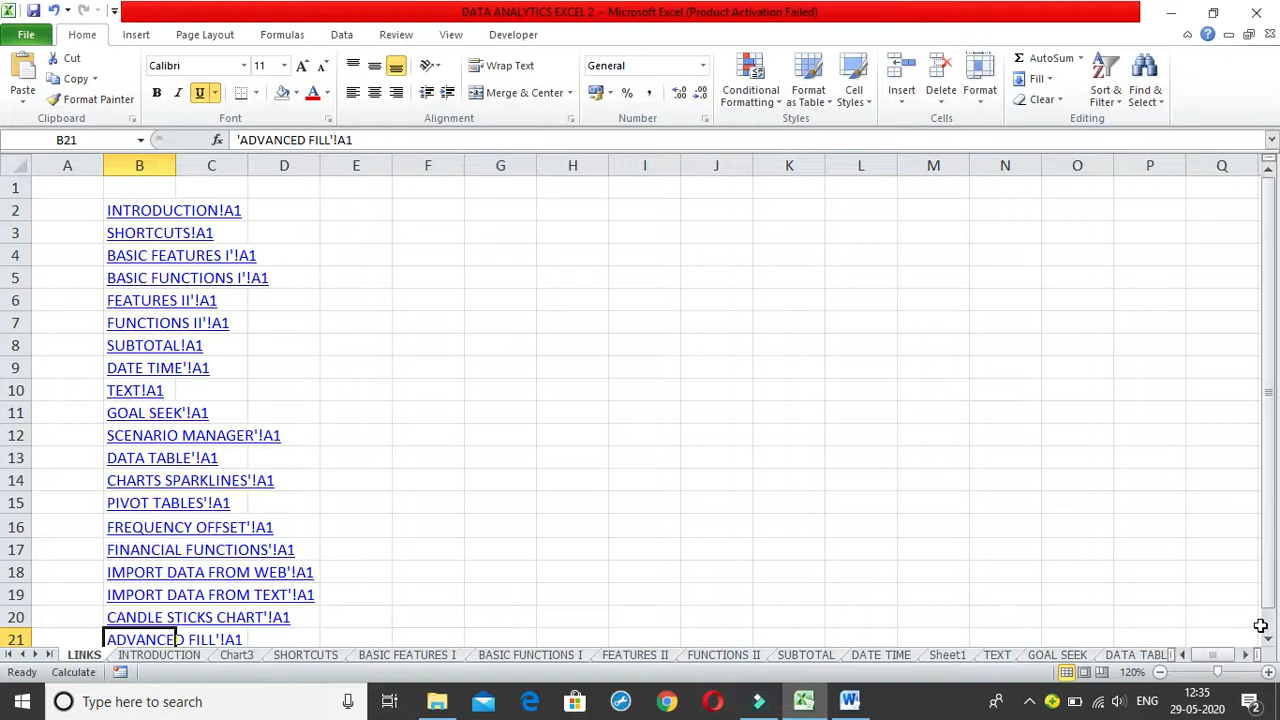 DATA ANALYTICS EXCEL 2 - Microsoft Excel (Product Activation Failed)
File Home Insert Page Layout Formulas Data Review View Developer
Cut
Copy
Format Painter
Paste
Clipboard
Calibri 11
B I U
Font
Wrap Text
Merge & Center
Alignment
General
%
Number
Conditional Formatting
Format as Table
Cell Styles
Styles
Insert Delete Format
Cells
AutoSum
Fill
Clear
Sort & Filter
Find & Select
Editing
B21 fx 'ADVANCED FILL'!A1
A B C D E F G H I J K L M N O P Q
1
2 INTRODUCTION!A1
3 SHORTCUTS!A1
4 BASIC FEATURES I'!A1
5 BASIC FUNCTIONS I'!A1
6 FEATURES II'!A1
7 FUNCTIONS II'!A1
8 SUBTOTAL!A1
9 DATE TIME'!A1
10 TEXT!A1
11 GOAL SEEK'!A1
12 SCENARIO MANAGER'!A1
13 DATA TABLE'!A1
14 CHARTS SPARKLINES'!A1
15 PIVOT TABLES'!A1
16 FREQUENCY OFFSET'!A1
17 FINANCIAL FUNCTIONS'!A1
18 IMPORT DATA FROM WEB'!A1
19 IMPORT DATA FROM TEXT'!A1
20 CANDLE STICKS CHART'!A1
21 ADVANCED FILL'!A1
LINKS INTRODUCTION Chart3 SHORTCUTS BASIC FEATURES I BASIC FUNCTIONS I FEATURES II FUNCTIONS II SUBTOTAL DATE TIME Sheet1 TEXT GOAL SEEK DATA TABL
Ready Calculate 120%
Type here to search
ENG
12:35
29-05-2020
2